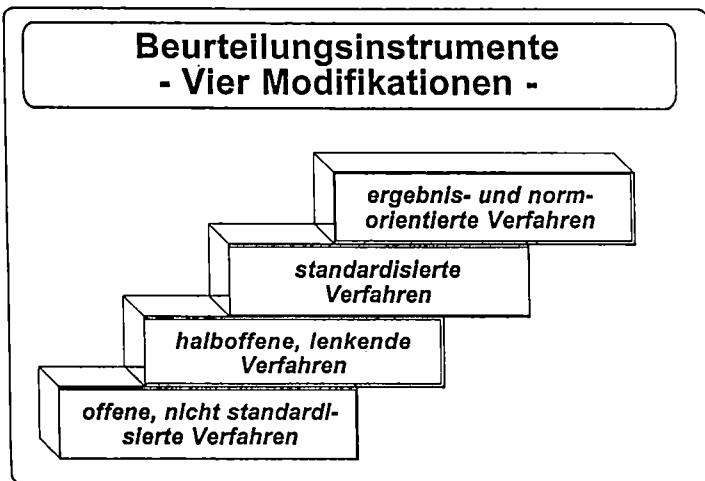 Beurteilungsinstrumente
- Vier Modifikationen -
ergebnis- und norm-
orientierte Verfahren
standardisierte
Verfahren
halboffene, lenkende
Verfahren
offene, nicht standardi-
sierte Verfahren